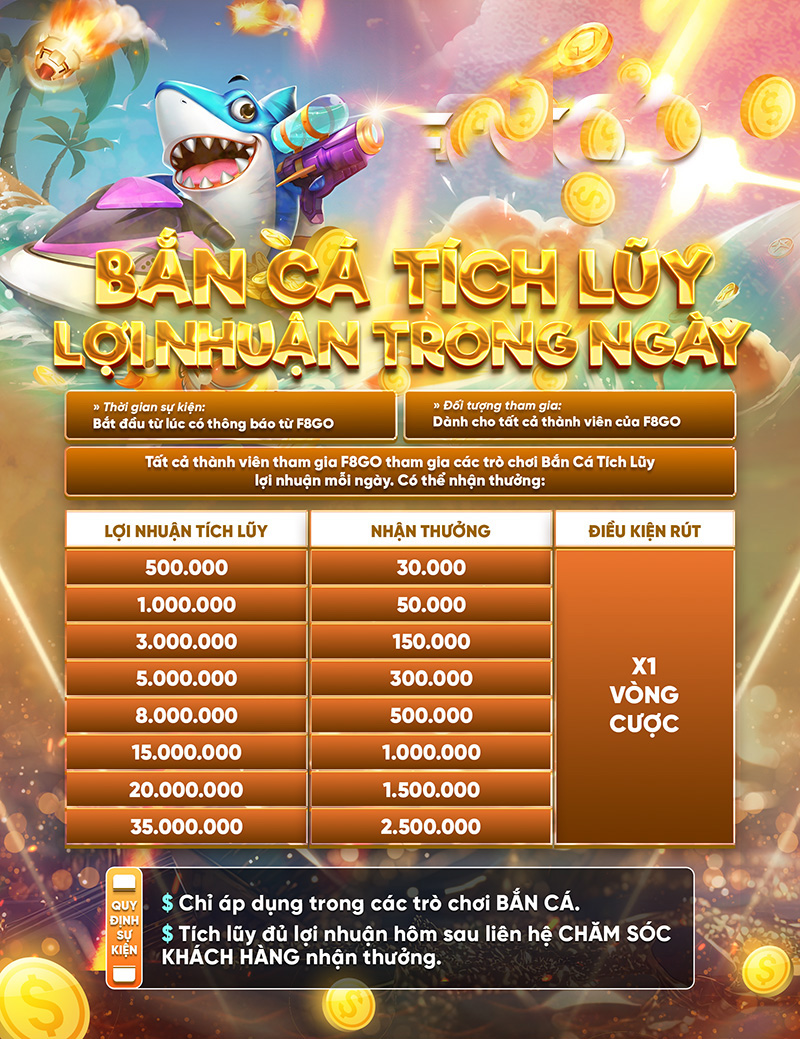 BẮN CÁ TÍCH LŨY
LỢI NHUẬN TRONG NGÀY
» Thời gian sự kiện:
Bắt đầu từ lúc có thông báo từ F8GO
» Đối tượng tham gia:
Dành cho tất cả thành viên của F8GO
Tất cả thành viên tham gia F8GO tham gia các trò chơi Bắn Cá Tích Lũy
lợi nhuận mỗi ngày. Có thể nhận thưởng:
LỢI NHUẬN TÍCH LŨY NHẬN THƯỞNG ĐIỀU KIỆN RÚT
500.000 30.000
1.000.000 50.000
3.000.000 150.000
5.000.000 300.000
8.000.000 500.000
15.000.000 1.000.000
20.000.000 1.500.000
35.000.000 2.500.000
X1
VÒNG
CƯỢC
QUY
ĐỊNH
SỰ
KIỆN
$ Chỉ áp dụng trong các trò chơi BẮN CÁ.
$ Tích lũy đủ lợi nhuận hôm sau liên hệ CHĂM SÓC
KHÁCH HÀNG nhận thưởng.